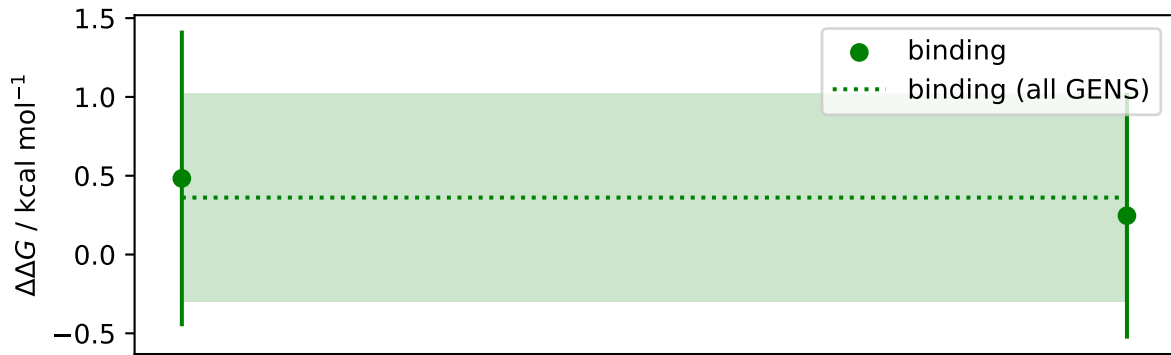 1.5
1.0
0.5
0.0
−0.5
ΔΔG / kcal mol⁻¹
binding
binding (all GENS)